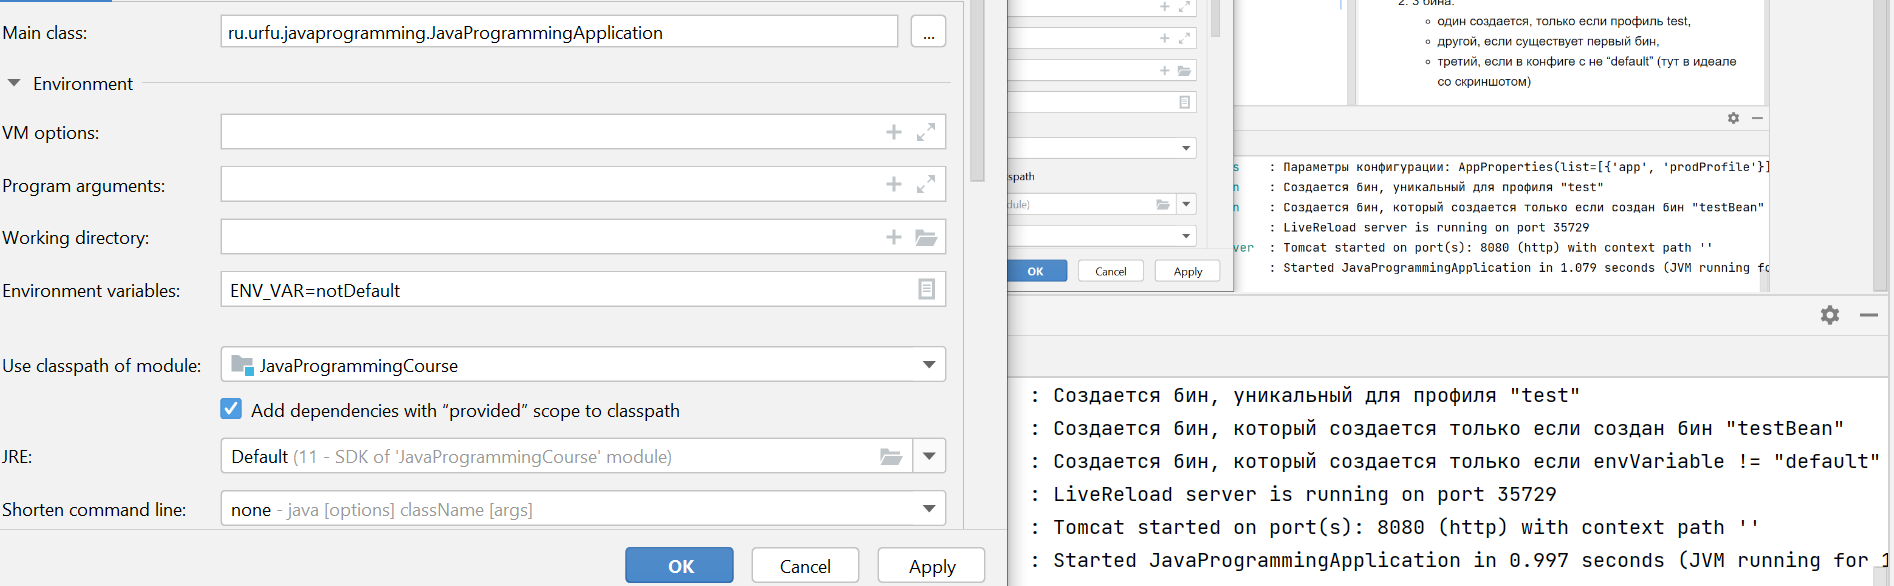 Main class:
ru.urfu.javaprogramming.JavaProgrammingApplication
...
Environment
VM options:
Program arguments:
Working directory:
Environment variables:
ENV_VAR=notDefault
Use classpath of module:
JavaProgrammingCourse
Add dependencies with “provided” scope to classpath
JRE:
Default (11 - SDK of 'JavaProgrammingCourse' module)
Shorten command line:
none - java [options] className [args]
OK
Cancel
Apply
spath
dule)
OK
Cancel
Apply
2. 3 бина:
один создается, только если профиль test,
другой, если существует первый бин,
третий, если в конфиге с не “default” (тут в идеале
со скриншотом)
s : Параметры конфигурации: AppProperties(list=[{'app', 'prodProfile'}]
n : Создается бин, уникальный для профиля "test"
n : Создается бин, который создается только если создан бин "testBean"
: LiveReload server is running on port 35729
ver : Tomcat started on port(s): 8080 (http) with context path ''
: Started JavaProgrammingApplication in 1.079 seconds (JVM running fo
: Создается бин, уникальный для профиля "test"
: Создается бин, который создается только если создан бин "testBean"
: Создается бин, который создается только если envVariable != "default"
: LiveReload server is running on port 35729
: Tomcat started on port(s): 8080 (http) with context path ''
: Started JavaProgrammingApplication in 0.997 seconds (JVM running for 1